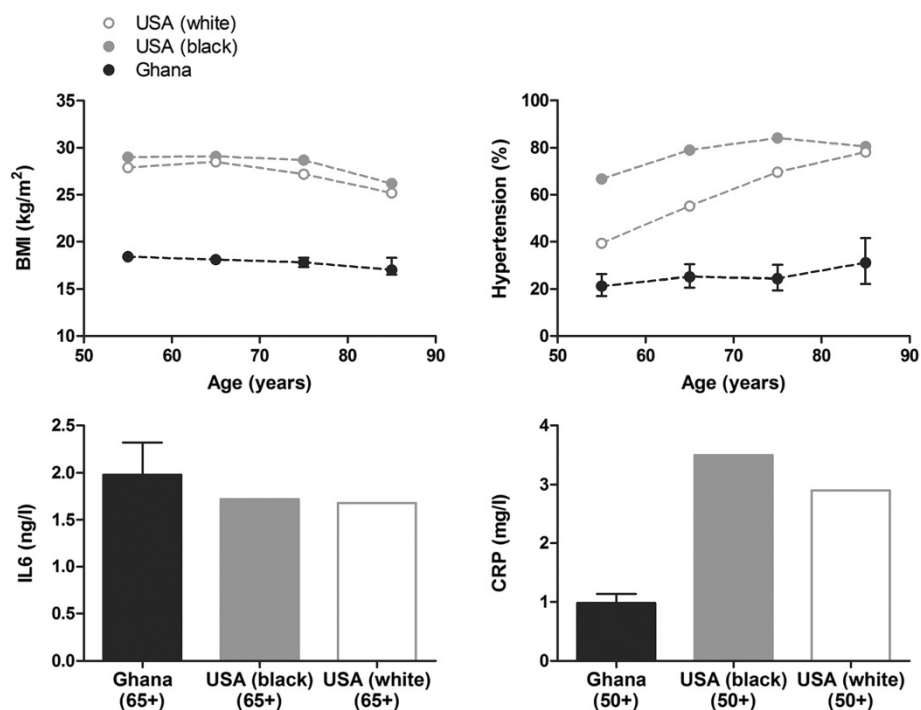 USA (white)
USA (black)
Ghana
35
30
25
20
15
10
BMI (kg/m²)
50 60 70 80 90
Age (years)
100
80
60
40
20
0
Hypertension (%)
50 60 70 80 90
Age (years)
2.5
2.0
1.5
1.0
0.5
0.0
IL6 (ng/l)
Ghana USA (black) USA (white)
(65+) (65+) (65+)
4
3
2
1
0
CRP (mg/l)
Ghana USA (black) USA (white)
(50+) (50+) (50+)